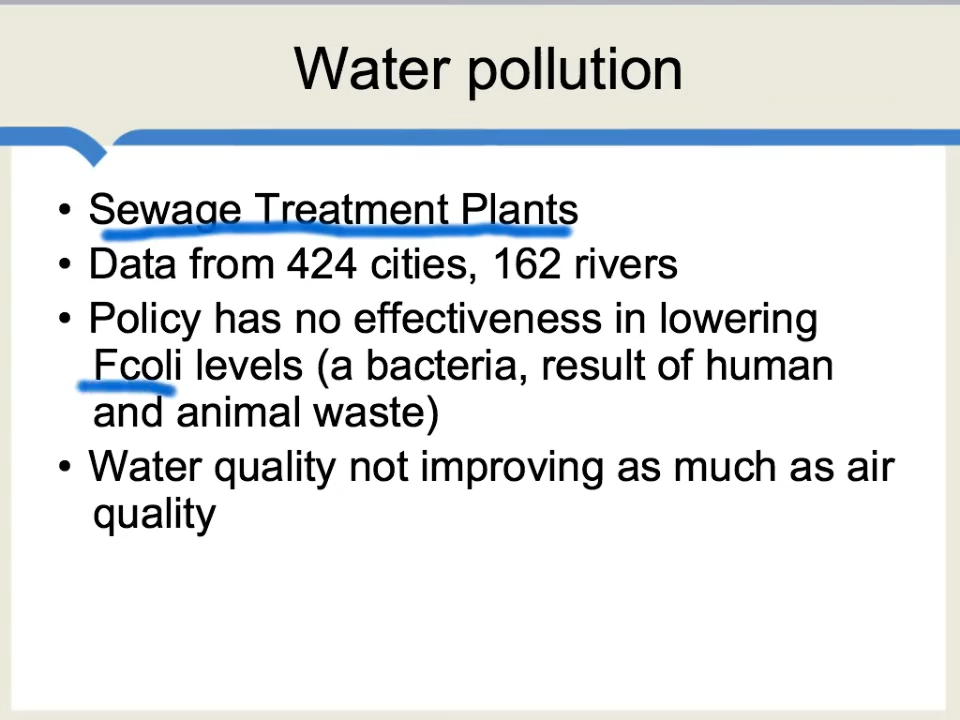 Water pollution
• Sewage Treatment Plants
• Data from 424 cities, 162 rivers
• Policy has no effectiveness in lowering
Fcoli levels (a bacteria, result of human
and animal waste)
• Water quality not improving as much as air
quality